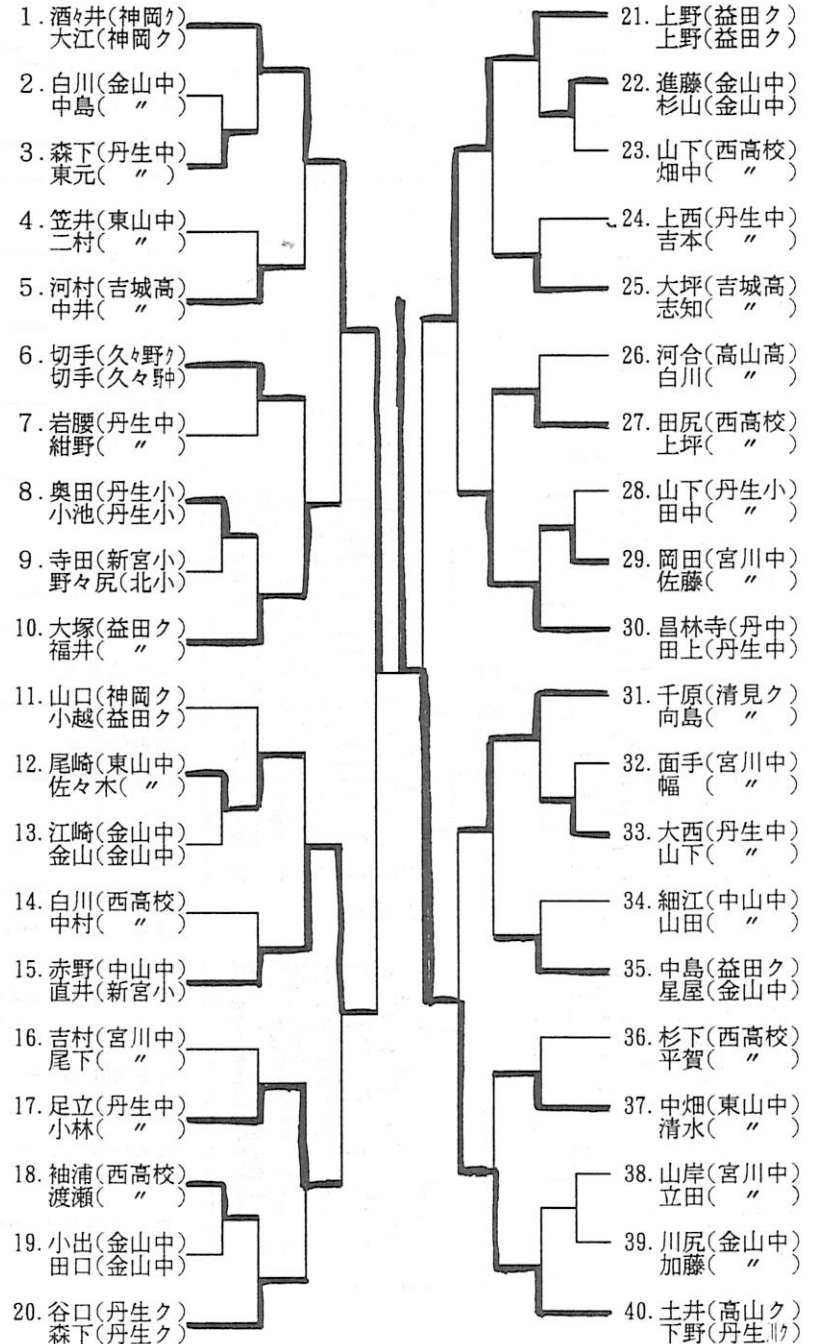 1.酒々井(神岡ク)
大江(神岡ク)
2.白川(金山中)
中島( 〃 )
3.森下(丹生中)
東元( 〃 )
4.笠井(東山中)
二村( 〃 )
5.河村(吉城高)
中井( 〃 )
6.切手(久々野ク)
切手(久々野中)
7.岩腰(丹生中)
紺野( 〃 )
8.奥田(丹生小)
小池(丹生小)
9.寺田(新宮小)
野々尻(北小)
10.大塚(益田ク)
福井( 〃 )
11.山口(神岡ク)
小越(益田ク)
12.尾崎(東山中)
佐々木( 〃 )
13.江崎(金山中)
金山(金山中)
14.白川(西高校)
中村( 〃 )
15.赤野(中山中)
直井(新宮小)
16.吉村(宮川中)
尾下( 〃 )
17.足立(丹生中)
小林( 〃 )
18.袖浦(西高校)
渡瀬( 〃 )
19.小出(金山中)
田口(金山中)
20.谷口(丹生ク)
森下(丹生ク)
21.上野(益田ク)
上野(益田ク)
22.進藤(金山中)
杉山(金山中)
23.山下(西高校)
畑中( 〃 )
24.上西(丹生中)
吉本( 〃 )
25.大坪(吉城高)
志知( 〃 )
26.河合(高山高)
白川( 〃 )
27.田尻(西高校)
上坪( 〃 )
28.山下(丹生小)
田中( 〃 )
29.岡田(宮川中)
佐藤( 〃 )
30.昌林寺(丹中)
田上(丹生中)
31.千原(清見ク)
向島( 〃 )
32.面手(宮川中)
幅 ( 〃 )
33.大西(丹生中)
山下( 〃 )
34.細江(中山中)
山田( 〃 )
35.中島(益田ク)
星屋(金山中)
36.杉下(西高校)
平賀( 〃 )
37.中畑(東山中)
清水( 〃 )
38.山岸(宮川中)
立田( 〃 )
39.川尻(金山中)
加藤( 〃 )
40.土井(高山ク)
下野(丹生川ク)